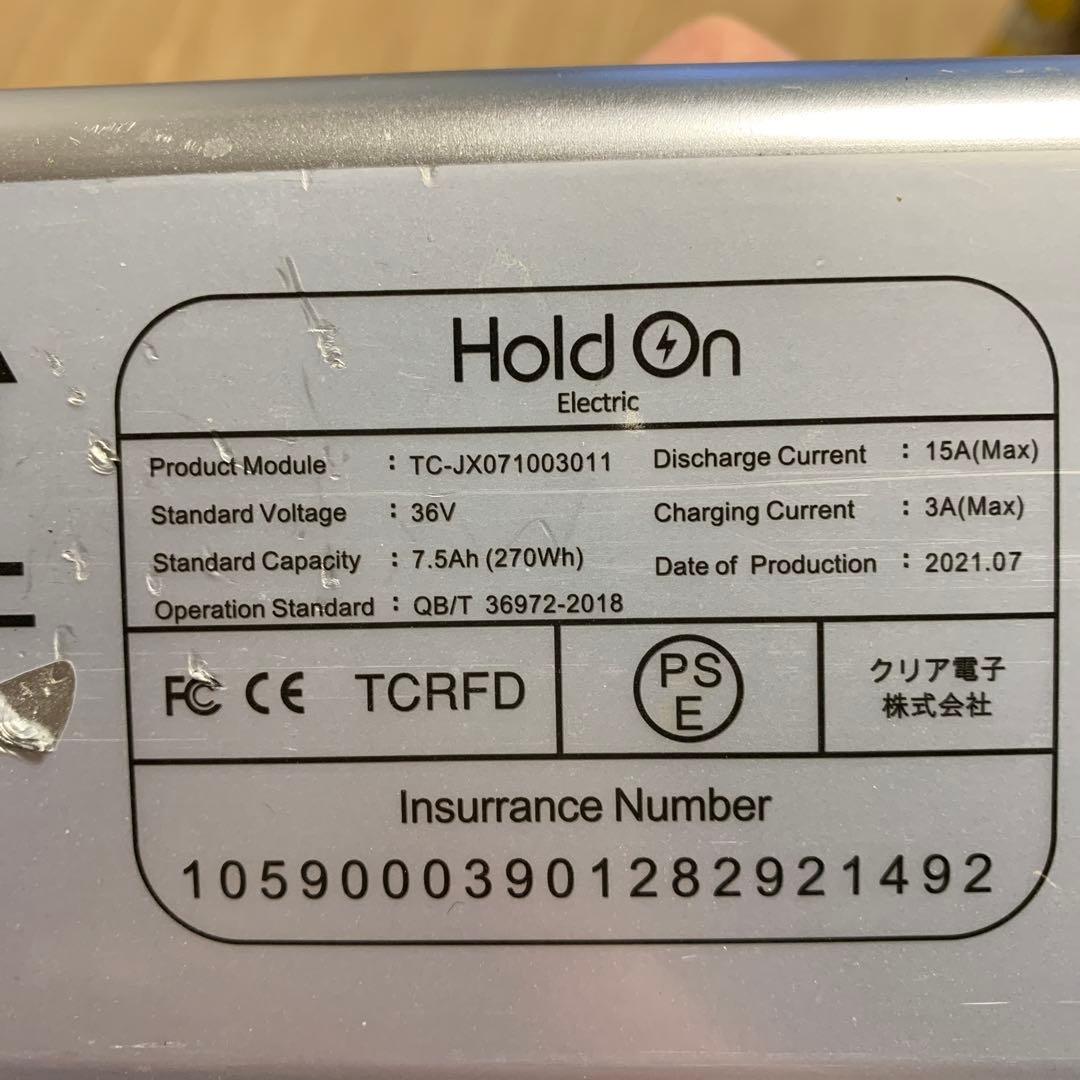 Hold On
Electric
Product Module : TC-JX071003011
Discharge Current : 15A(Max)
Standard Voltage : 36V
Charging Current : 3A(Max)
Standard Capacity : 7.5Ah (270Wh)
Date of Production : 2021.07
Operation Standard : QB/T 36972-2018
FC CE TCRFD
PS
E
クリア電子
株式会社
Insurrance Number
10590003901282921492